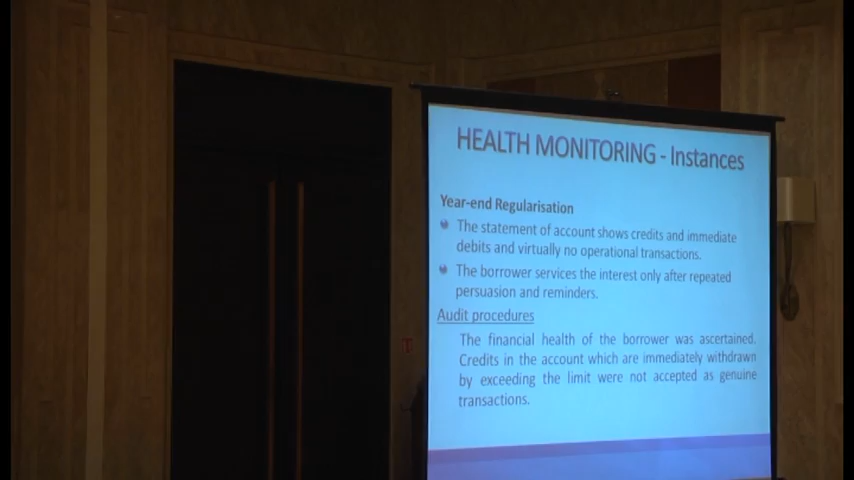 HEALTH MONITORING - Instances
Year-end Regularisation
The statement of account shows credits and immediate
debits and virtually no operational transactions.
The borrower services the interest only after repeated
persuasion and reminders.
Audit procedures
The financial health of the borrower was ascertained.
Credits in the account which are immediately withdrawn
by exceeding the limit were not accepted as genuine
transactions.